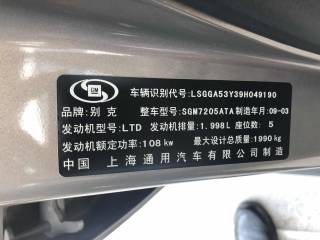 GM
车辆识别代号:LSGGA53Y39H049190
品牌:别克 整车型号:SGM7205ATA 制造年月:09-03
发动机型号:LTD 发动机排量:1.998L 座位数: 5
发动机额定功率:108 kw 最大设计总质量:1990 kg
中国 上海通用汽车有限公司制造